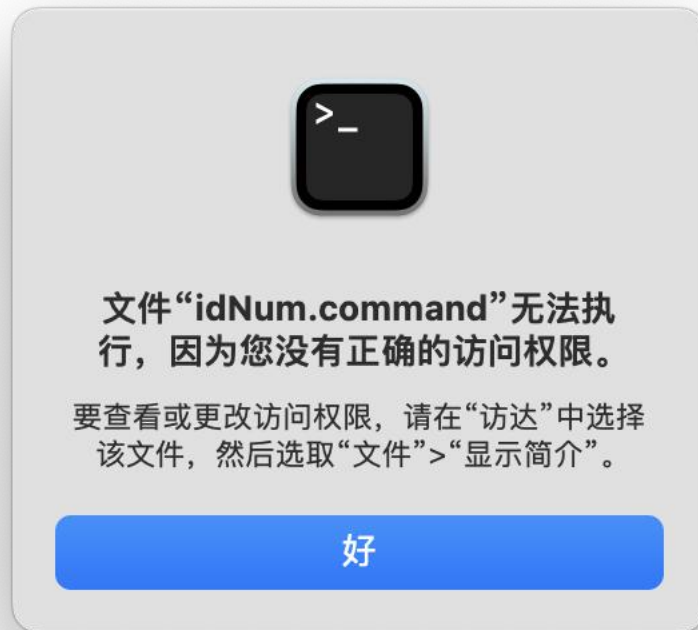 >_
文件“idNum.command”无法执
行，因为您没有正确的访问权限。
要查看或更改访问权限，请在“访达”中选择
该文件，然后选取“文件”>“显示简介”。
好